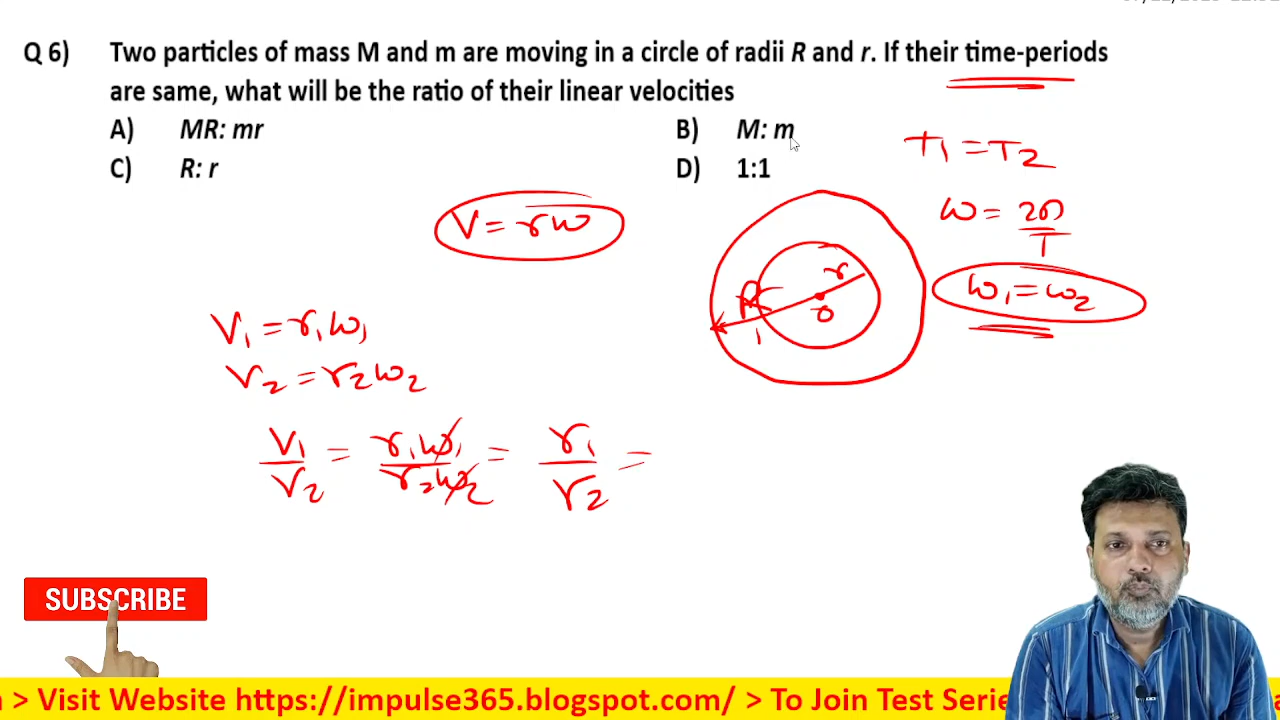 Q 6) Two particles of mass M and m are moving in a circle of radii R and r. If their time-periods
are same, what will be the ratio of their linear velocities
A) MR: mr B) M: m
C) R: r D) 1:1
T1 = T2
V = rω
ω = 2π/T
r
R
O
ω1 = ω2
V1 = r1ω1
V2 = r2ω2
V1/V2 = r1ω1/r2ω2 = r1/r2 =
SUBSCRIBE
> Visit Website https://impulse365.blogspot.com/ > To Join Test Serie